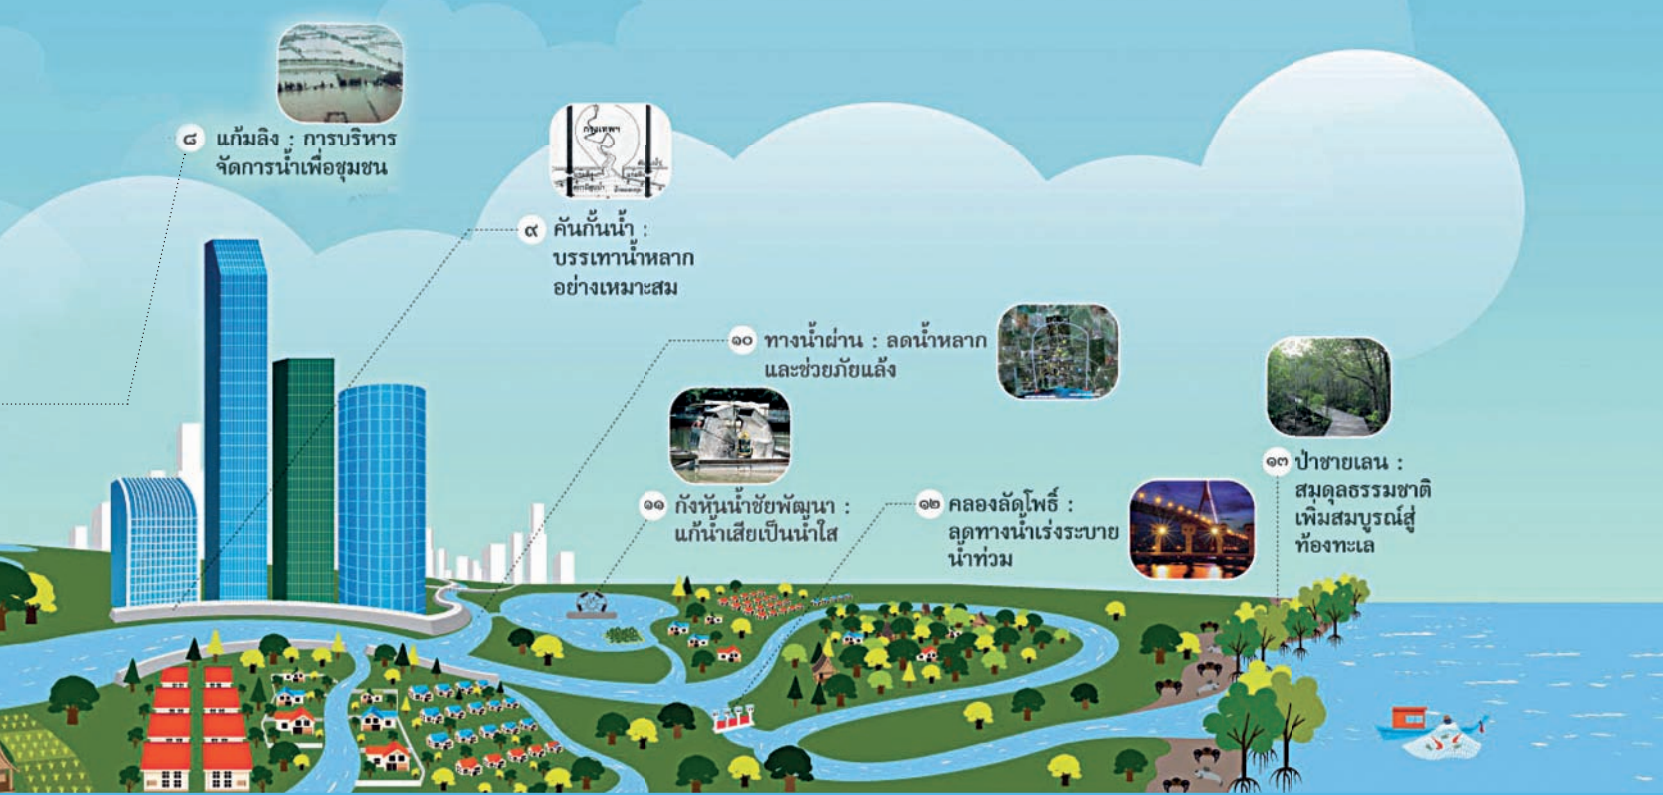 ๘ แก้มลิง : การบริหาร
จัดการน้ำเพื่อชุมชน
กรุงเทพฯ
๙ คันกั้นน้ำ :
บรรเทาน้ำหลาก
อย่างเหมาะสม
๑๐ ทางน้ำผ่าน : ลดน้ำหลาก
และช่วยภัยแล้ง
๑๑ กังหันน้ำชัยพัฒนา :
แก้น้ำเสียเป็นน้ำใส
๑๒ คลองลัดโพธิ์ :
ลดทางน้ำเร่งระบาย
น้ำท่วม
๑๓ ป่าชายเลน :
สมดุลธรรมชาติ
เพิ่มสมบูรณ์สู่
ท้องทะเล